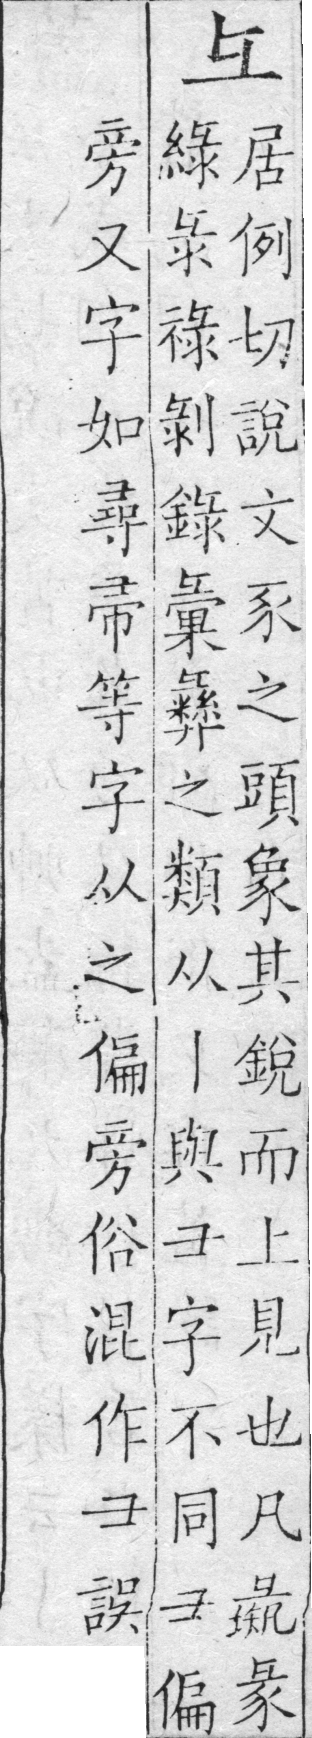 彑
居例切說文豕之頭象其銳而上見也凡彘彖
綠彔祿剝錄彙彝之類从丨與彐字不同彐偏
旁又字如尋帚等字从之偏旁俗混作彐誤